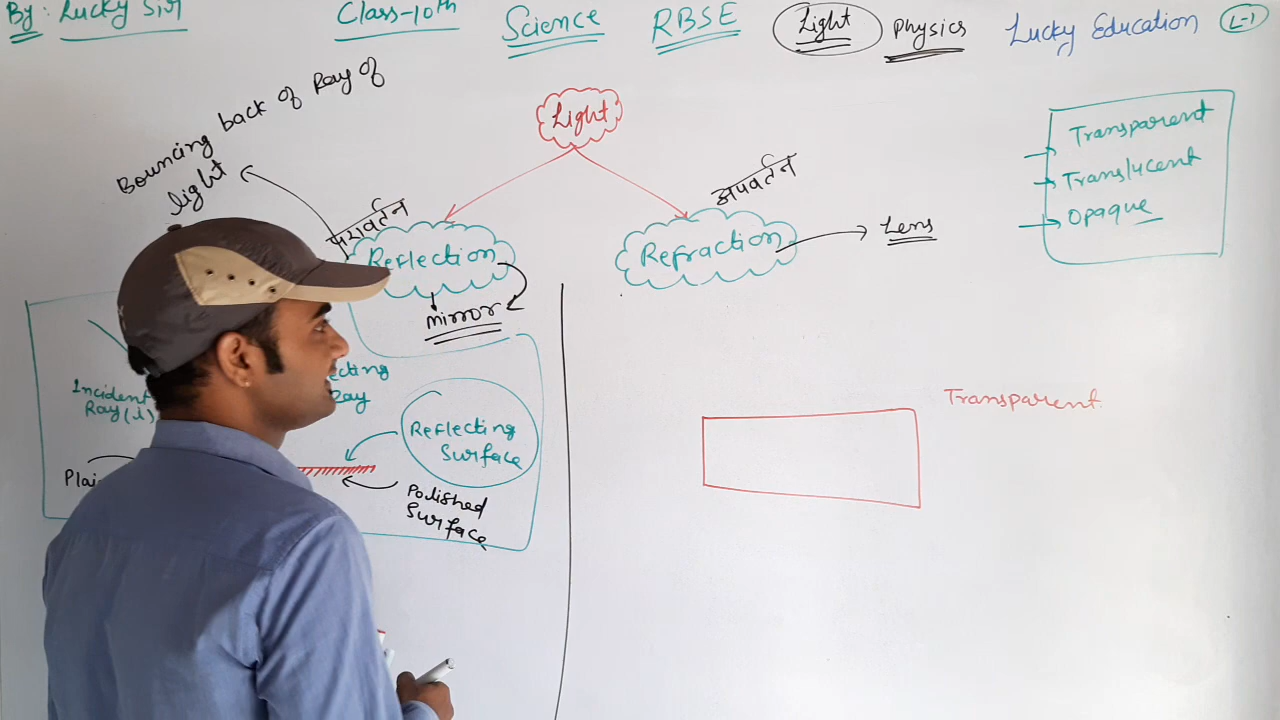 By: Lucky Sir
Class-10th
Science
RBSE
Light
Physics
Lucky Education
L-1
Bouncing back of Ray of
light
Light
परावर्तन
Reflection
mirror
अपवर्तन
Refraction
Lens
Transparent
Translucent
Opaque
Incident
Ray(i)
Ray
Reflecting
Surface
Polished
Surface
Transparent